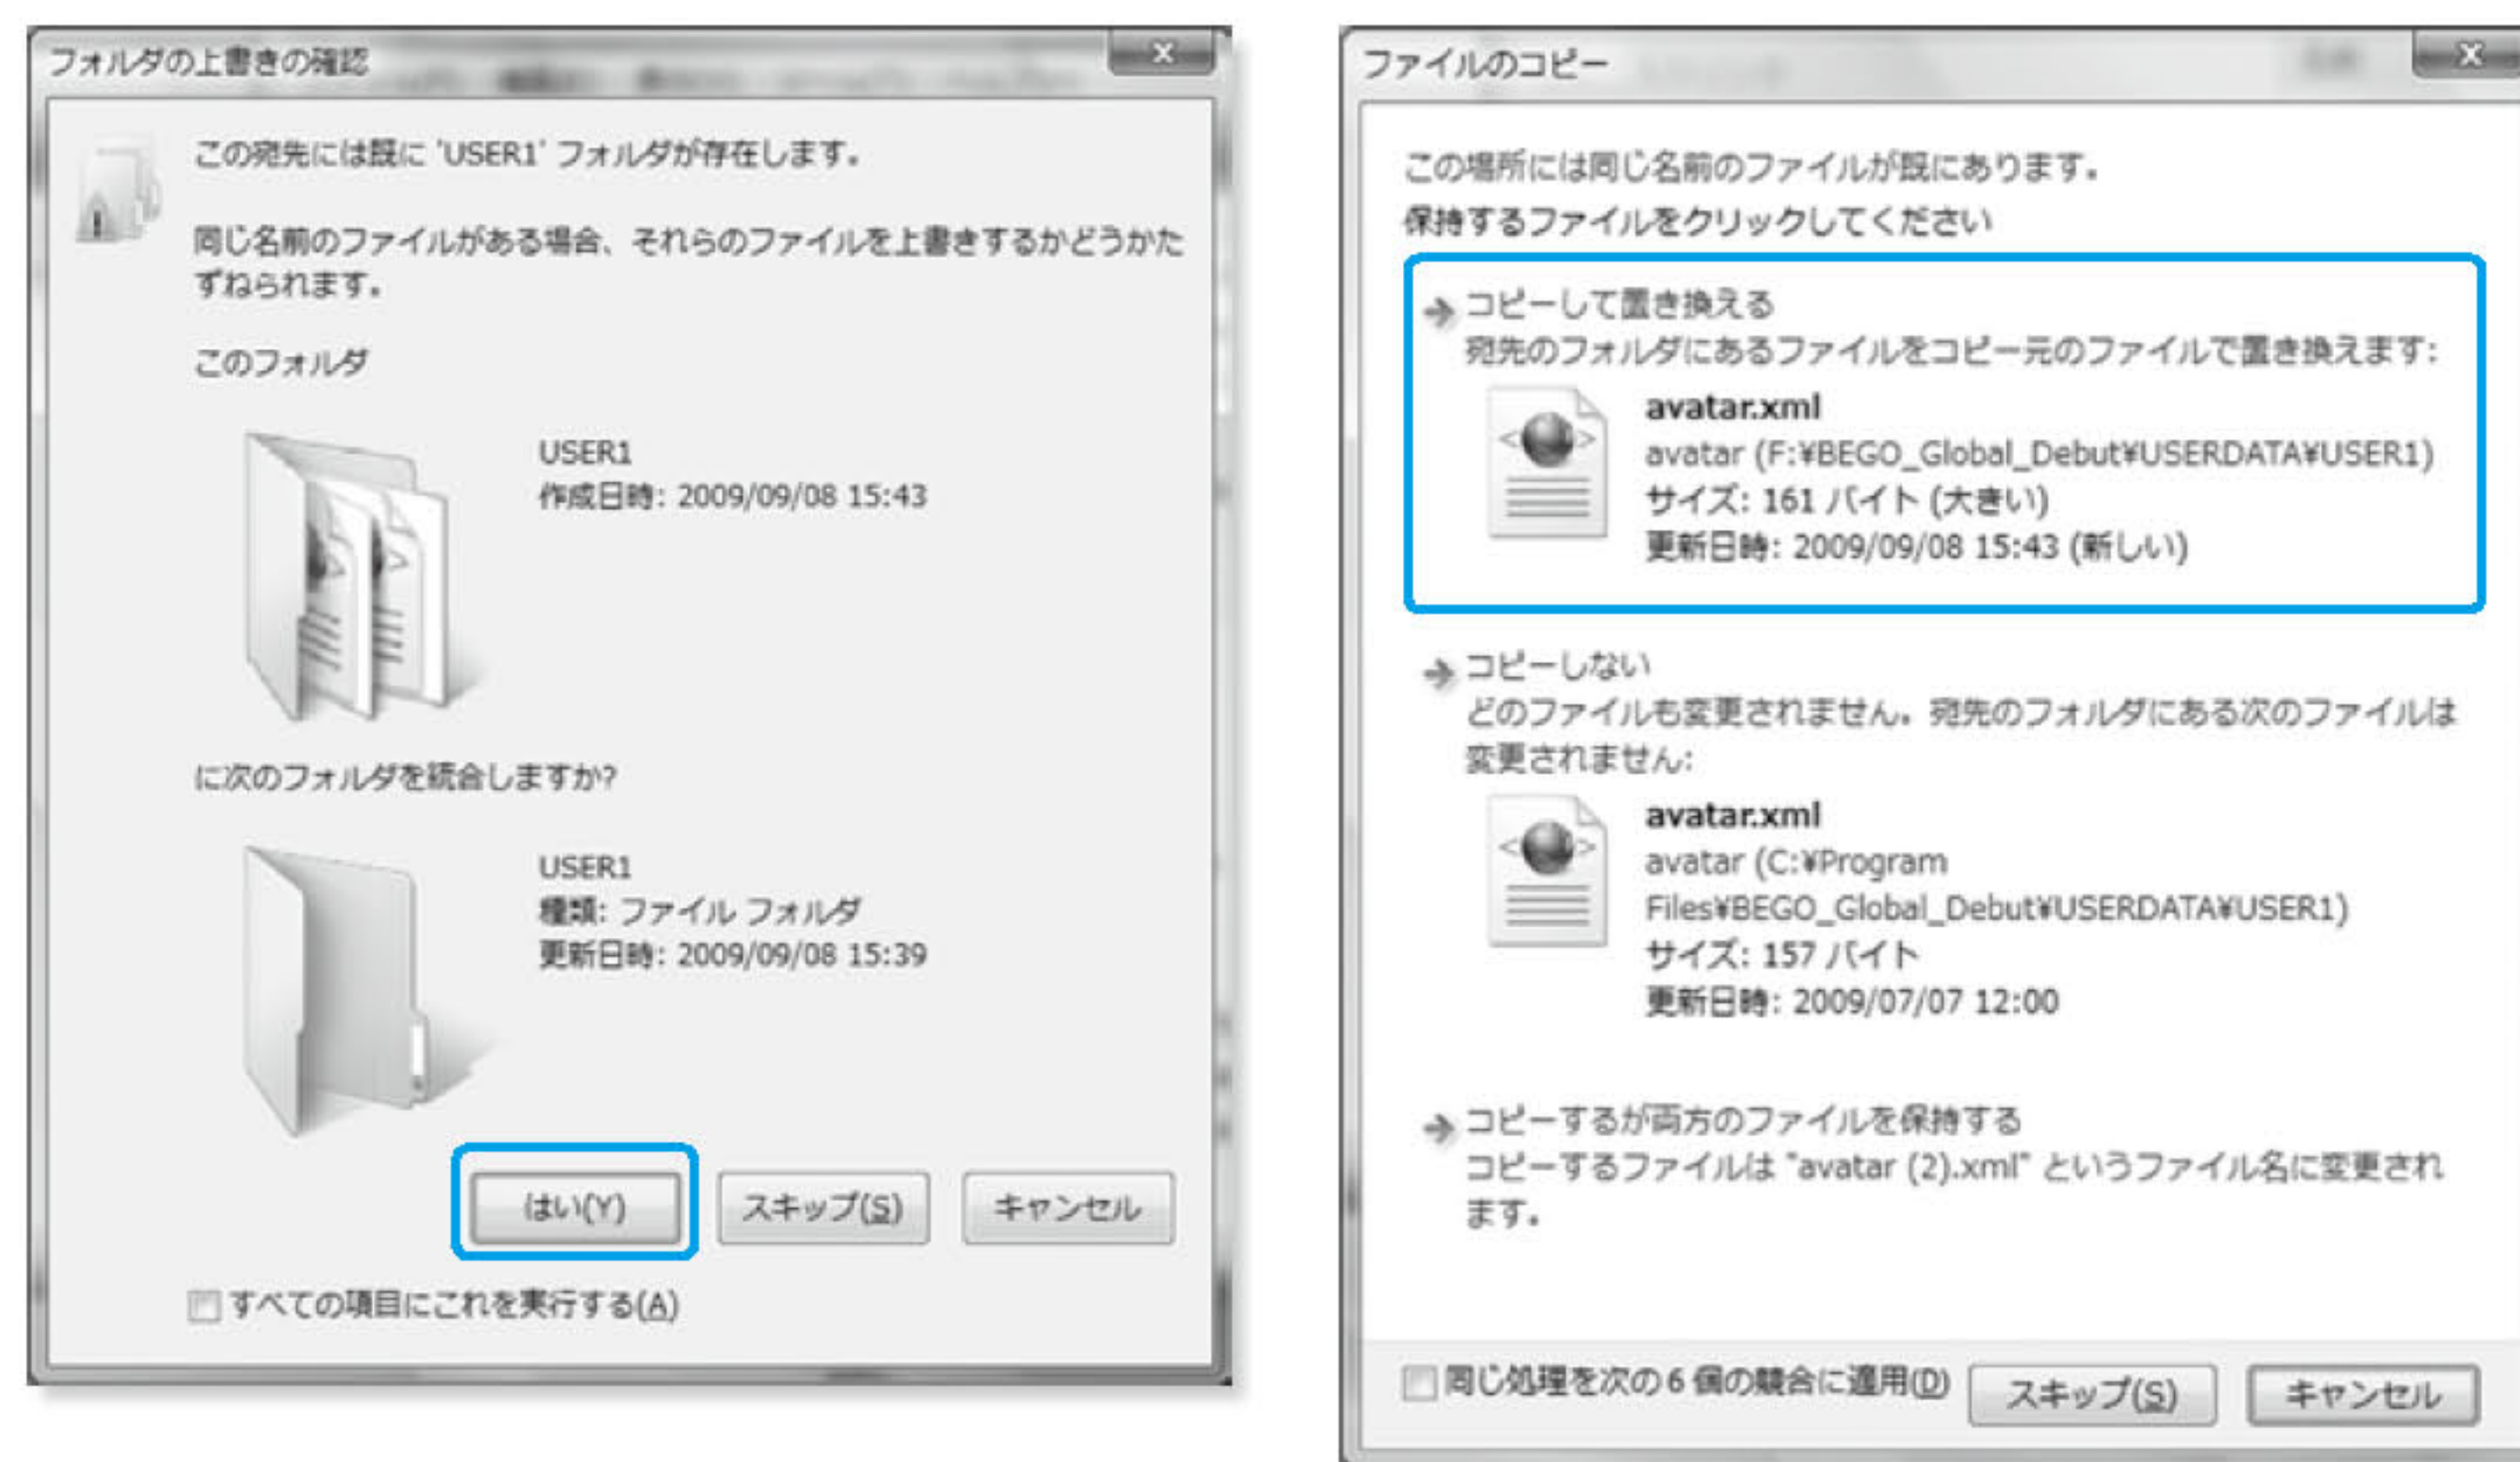 フォルダの上書きの確認
この宛先には既に 'USER1' フォルダが存在します。
同じ名前のファイルがある場合、それらのファイルを上書きするかどうかた
ずねられます。
このフォルダ
USER1
作成日時: 2009/09/08 15:43
に次のフォルダを統合しますか?
USER1
種類: ファイル フォルダ
更新日時: 2009/09/08 15:39
はい(Y)
スキップ(S)
キャンセル
すべての項目にこれを実行する(A)
ファイルのコピー
この場所には同じ名前のファイルが既にあります。
保持するファイルをクリックしてください
コピーして置き換える
宛先のフォルダにあるファイルをコピー元のファイルで置き換えます:
avatar.xml
avatar (F:¥BEGO_Global_Debut¥USERDATA¥USER1)
サイズ: 161 バイト (大きい)
更新日時: 2009/09/08 15:43 (新しい)
コピーしない
どのファイルも変更されません。宛先のフォルダにある次のファイルは
変更されません:
avatar.xml
avatar (C:¥Program
Files¥BEGO_Global_Debut¥USERDATA¥USER1)
サイズ: 157 バイト
更新日時: 2009/07/07 12:00
コピーするが両方のファイルを保持する
コピーするファイルは "avatar (2).xml" というファイル名に変更され
ます。
同じ処理を次の 6 個の競合に適用(D)
スキップ(S)
キャンセル